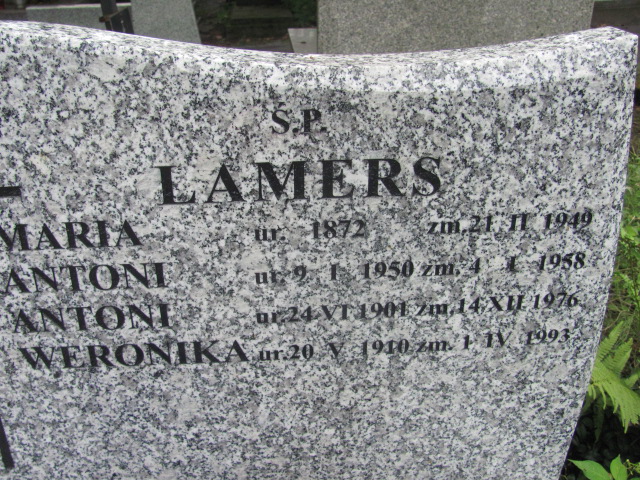 Ś.P.
LAMERS
MARIA ur. 1872 zm. 21 II 1949
ANTONI ur. 9 I 1950 zm. 4 I 1958
ANTONI ur. 24 VI 1901 zm. 14 XII 1976
WERONIKA ur. 20 V 1910 zm. 1 IV 1993